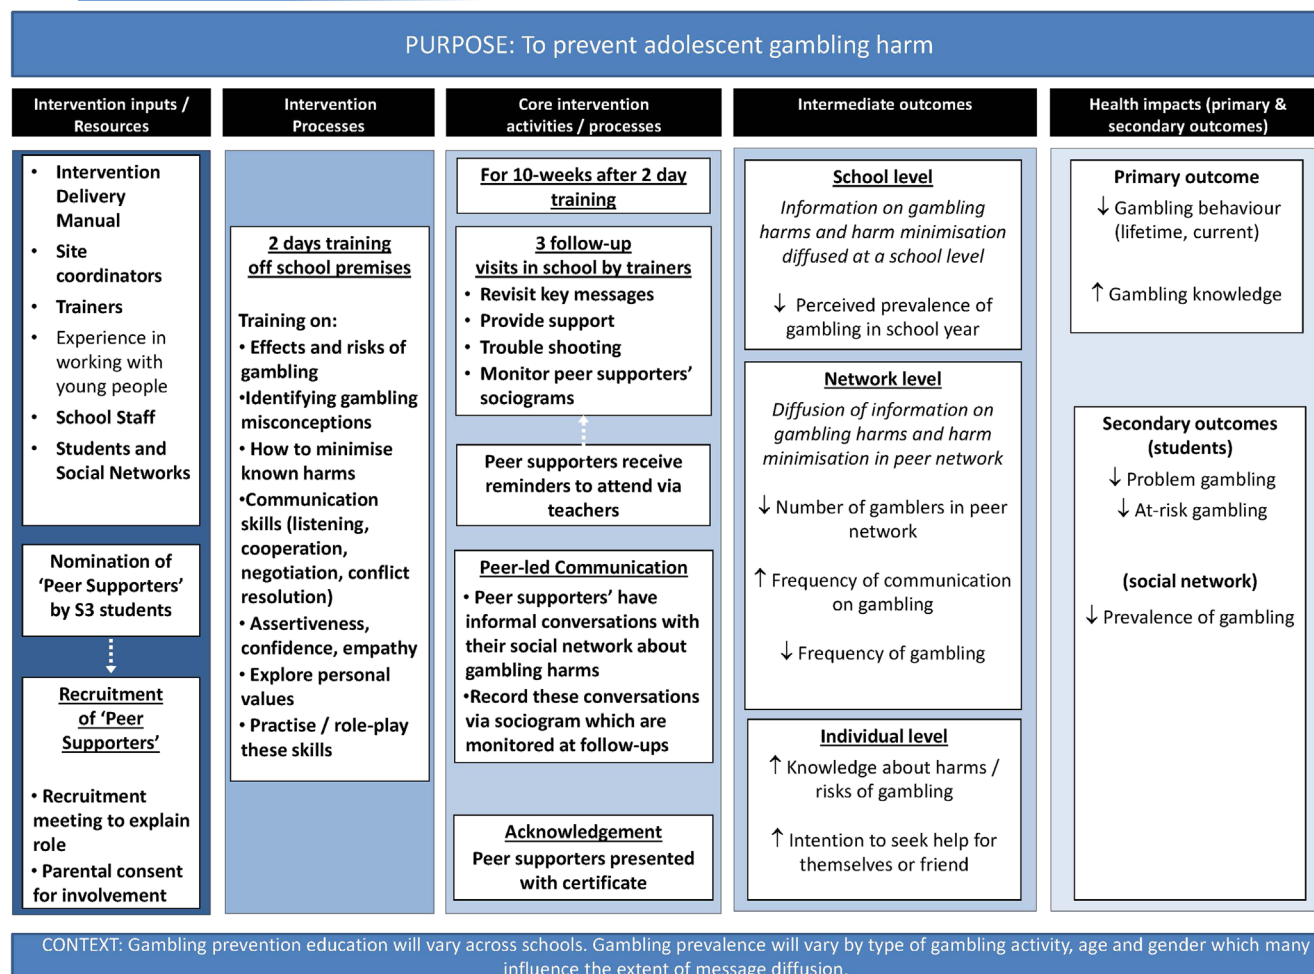 PURPOSE: To prevent adolescent gambling harm
Intervention inputs /
Resources
• Intervention
Delivery
Manual
• Site
coordinators
• Trainers
• Experience in
working with
young people
• School Staff
• Students and
Social Networks
Nomination of
‘Peer Supporters’
by S3 students
Recruitment
of ‘Peer
Supporters’
• Recruitment
meeting to explain
role
• Parental consent
for involvement
Intervention
Processes
2 days training
off school premises
Training on:
• Effects and risks of
gambling
•Identifying gambling
misconceptions
• How to minimise
known harms
•Communication
skills (listening,
cooperation,
negotiation, conflict
resolution)
• Assertiveness,
confidence, empathy
• Explore personal
values
• Practise / role-play
these skills
Core intervention
activities / processes
For 10-weeks after 2 day
training
3 follow-up
visits in school by trainers
• Revisit key messages
• Provide support
• Trouble shooting
• Monitor peer supporters’
sociograms
Peer supporters receive
reminders to attend via
teachers
Peer-led Communication
• Peer supporters’ have
informal conversations with
their social network about
gambling harms
•Record these conversations
via sociogram which are
monitored at follow-ups
Acknowledgement
Peer supporters presented
with certificate
Intermediate outcomes
School level
Information on gambling
harms and harm minimisation
diffused at a school level
↓ Perceived prevalence of
gambling in school year
Network level
Diffusion of information on
gambling harms and harm
minimisation in peer network
↓ Number of gamblers in peer
network
↑ Frequency of communication
on gambling
↓ Frequency of gambling
Individual level
↑ Knowledge about harms /
risks of gambling
↑ Intention to seek help for
themselves or friend
Health impacts (primary &
secondary outcomes)
Primary outcome
↓ Gambling behaviour
(lifetime, current)
↑ Gambling knowledge
Secondary outcomes
(students)
↓ Problem gambling
↓ At-risk gambling
(social network)
↓ Prevalence of gambling
CONTEXT: Gambling prevention education will vary across schools. Gambling prevalence will vary by type of gambling activity, age and gender which many
influence the extent of message diffusion.